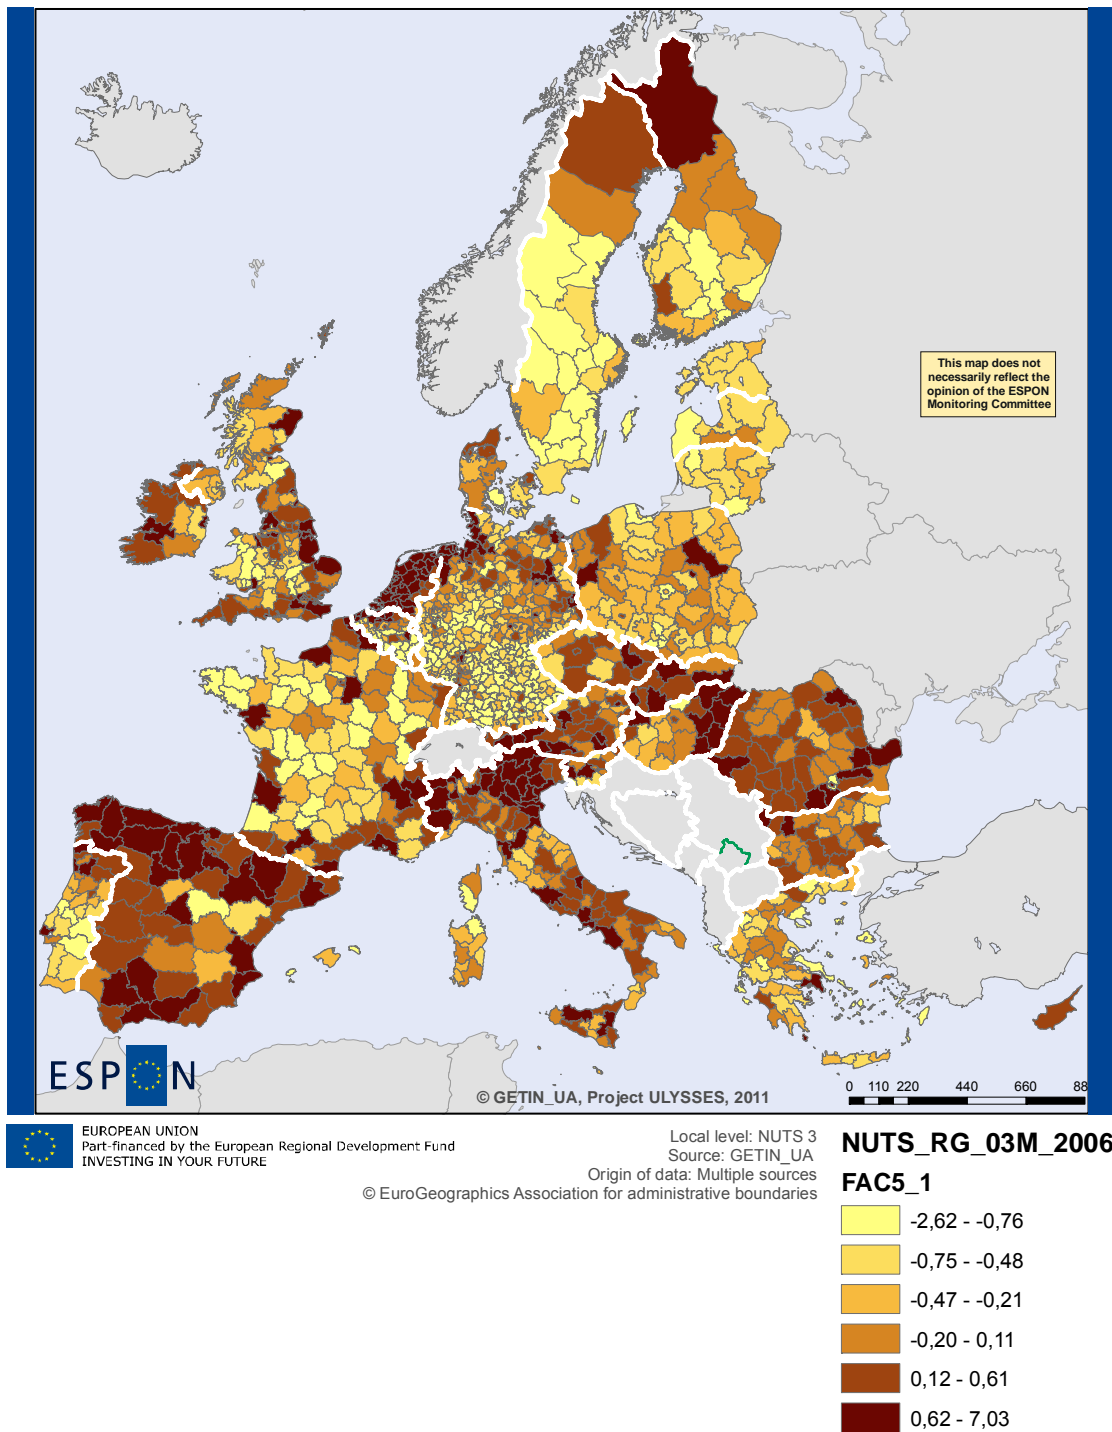 This map does not
necessarily reflect the
opinion of the ESPON
Monitoring Committee
ESPON
© GETIN_UA, Project ULYSSES, 2011
0 110 220 440 660 88
EUROPEAN UNION
Part-financed by the European Regional Development Fund
INVESTING IN YOUR FUTURE
Local level: NUTS 3
Source: GETIN_UA
Origin of data: Multiple sources
© EuroGeographics Association for administrative boundaries
NUTS_RG_03M_2006
FAC5_1
-2,62 - -0,76
-0,75 - -0,48
-0,47 - -0,21
-0,20 - 0,11
0,12 - 0,61
0,62 - 7,03